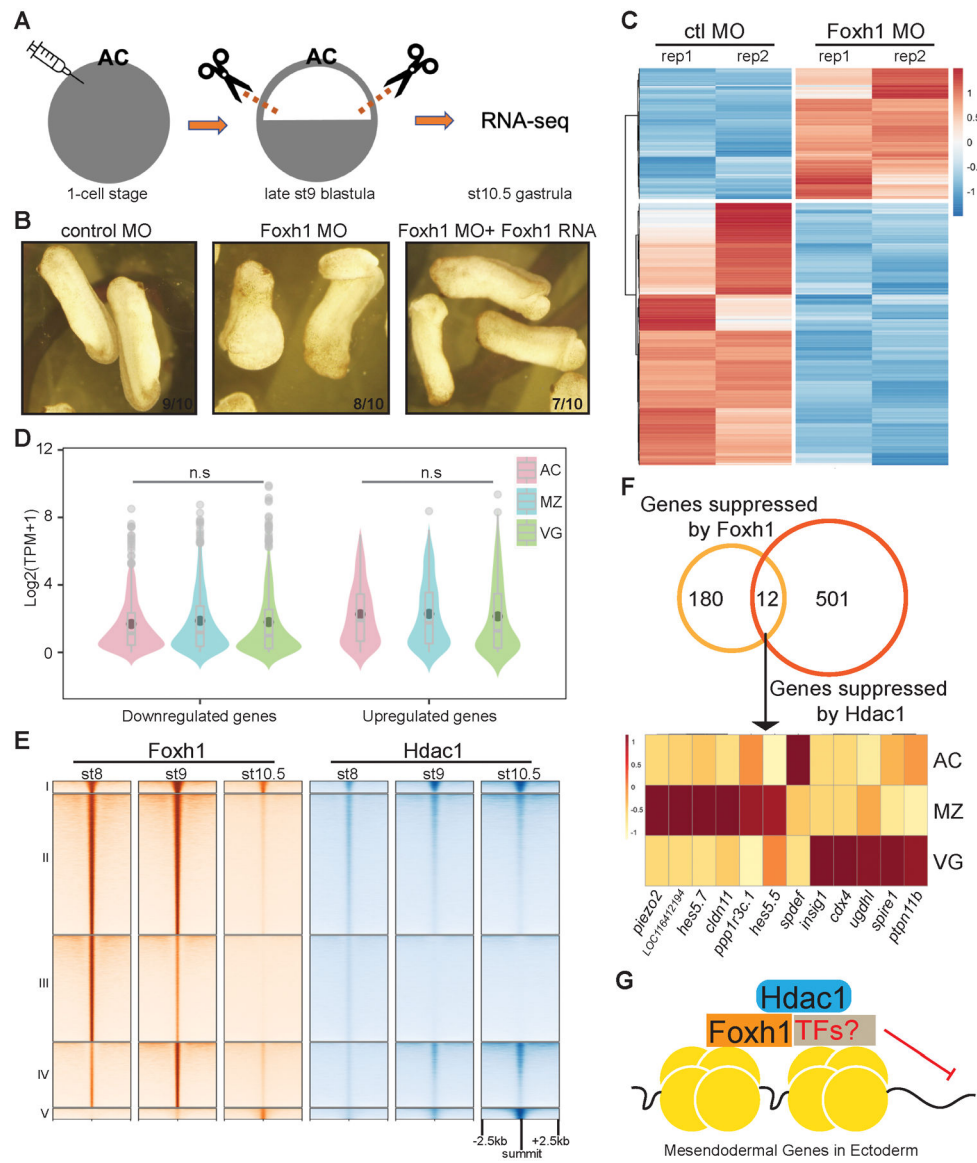 A
AC
AC
RNA-seq
1-cell stage
late st9 blastula
st10.5 gastrula
B
control MO
Foxh1 MO
Foxh1 MO+ Foxh1 RNA
9/10
8/10
7/10
C
ctl MO
Foxh1 MO
rep1
rep2
rep1
rep2
1
0.5
0
-0.5
-1
D
12
8
4
0
Log2(TPM+1)
n.s
n.s
AC
MZ
VG
Downregulated genes
Upregulated genes
E
Foxh1
Hdac1
st8
st9
st10.5
st8
st9
st10.5
I
II
III
IV
V
-2.5kb
+2.5kb
summit
F
Genes suppressed
by Foxh1
180
12
501
Genes suppressed
by Hdac1
1
0.5
0
-0.5
-1
AC
MZ
VG
piezo2
LOC116412194
hes5.7
cldn11
ppp1r3c.1
hes5.5
spdef
insig1
cdx4
ugdhl
spire1
ptpn11b
G
Hdac1
Foxh1
TFs?
Mesendodermal Genes in Ectoderm